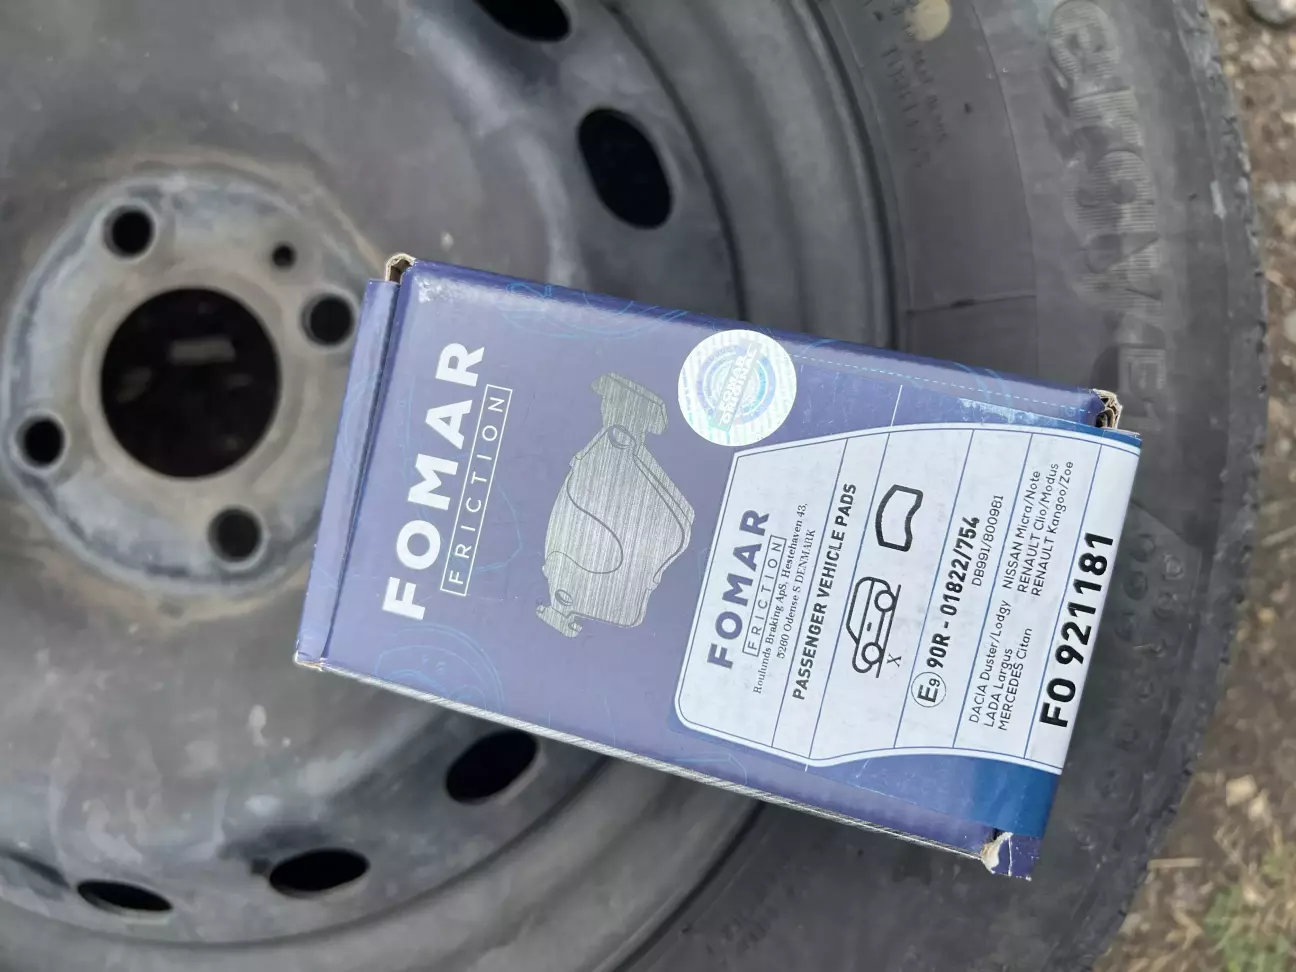 FOMAR
FRICTION
FOMAR
ORIGINAL
FOMAR
FRICTION
Roulunds Braking ApS, Hestehaven 43,
5260 Odense S DENMARK
PASSENGER VEHICLE PADS
X
E9 90R - 01822/754
DB991/800981
DACIA Duster/Lodgy NISSAN Micra/Note
LADA Largus RENAULT Clio/Modus
MERCEDES Citan RENAULT Kangoo/Zoe
FO 921181